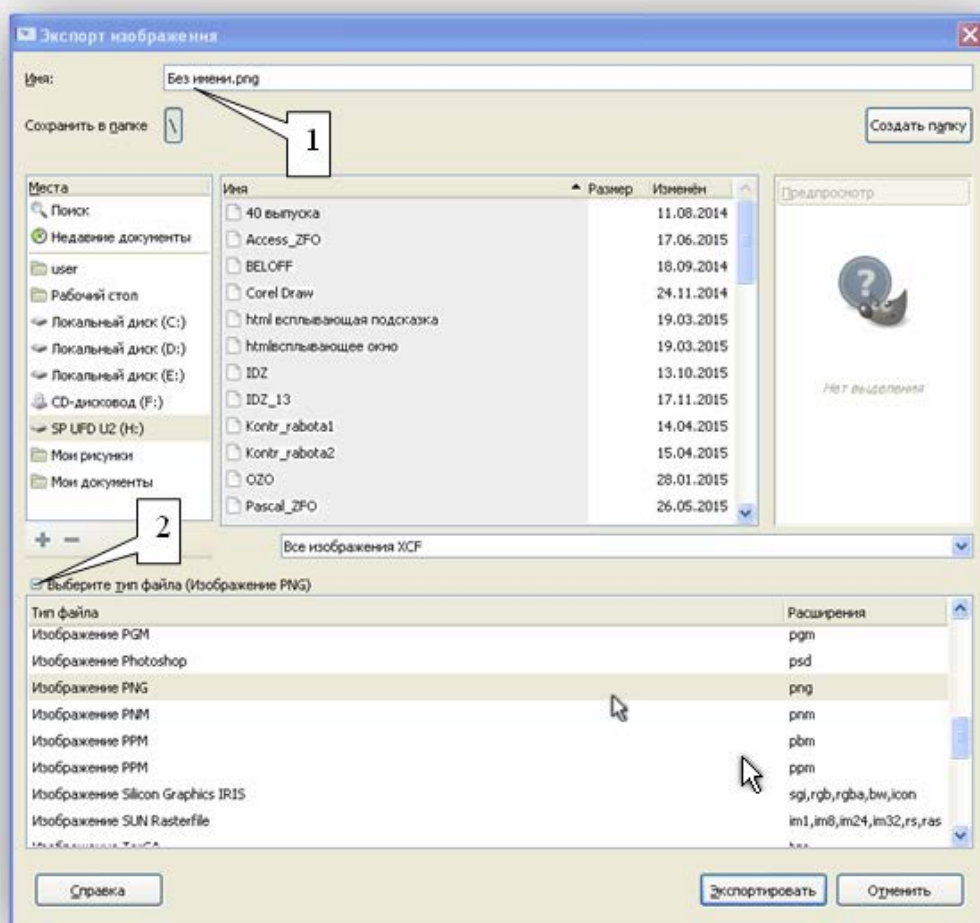 Экспорт изображения
Имя: Без имени.png
Сохранить в папке \ Создать папку
1
Места
Поиск
Недавние документы
user
Рабочий стол
Локальный диск (C:)
Локальный диск (D:)
Локальный диск (E:)
CD-дисковод (F:)
SP UFD U2 (H:)
Мои рисунки
Мои документы
Имя Размер Изменён
40 выпуска 11.08.2014
Access_ZFO 17.06.2015
BELOFF 18.09.2014
Corel Draw 24.11.2014
html всплывающая подсказка 19.03.2015
htmlвсплывающее окно 19.03.2015
IDZ 13.10.2015
IDZ_13 17.11.2015
Kontr_rabota1 14.04.2015
Kontr_rabota2 15.04.2015
OZO 28.01.2015
Pascal_ZFO 26.05.2015
Предпросмотр
?
Нет выделения
2
Все изображения XCF
Выберите тип файла (Изображение PNG)
Тип файла Расширения
Изображение PGM pgm
Изображение Photoshop psd
Изображение PNG png
Изображение PNM pnm
Изображение PPM pbm
Изображение PPM ppm
Изображение Silicon Graphics IRIS sgi,rgb,rgba,bw,icon
Изображение SUN Rasterfile im1,im8,im24,im32,rs,ras
Справка Экспортировать Отменить